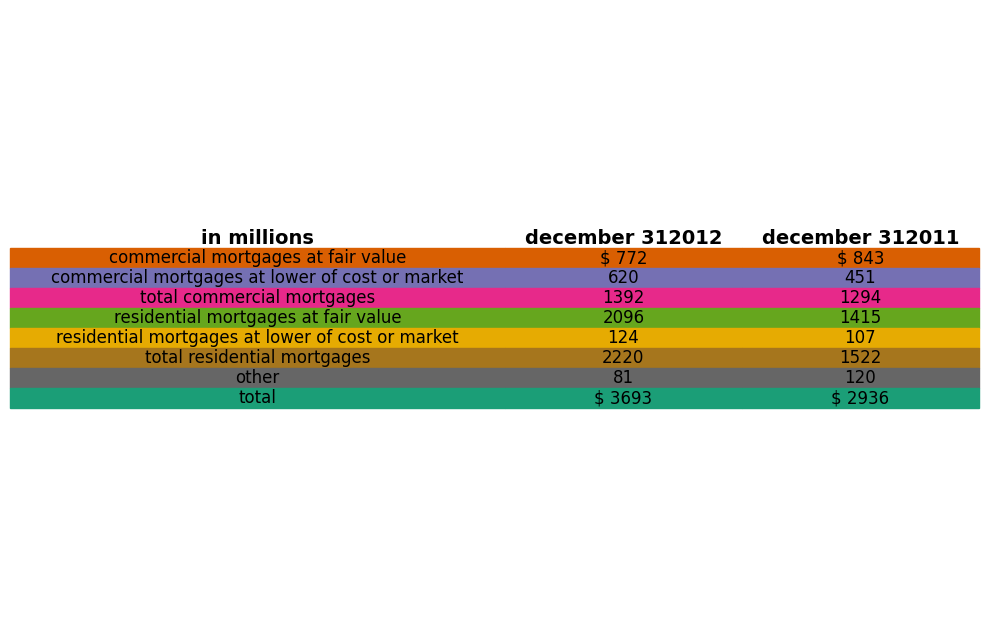 in millions december 312012 december 312011
commercial mortgages at fair value $ 772 $ 843
commercial mortgages at lower of cost or market 620 451
total commercial mortgages 1392 1294
residential mortgages at fair value 2096 1415
residential mortgages at lower of cost or market 124 107
total residential mortgages 2220 1522
other 81 120
total $ 3693 $ 2936